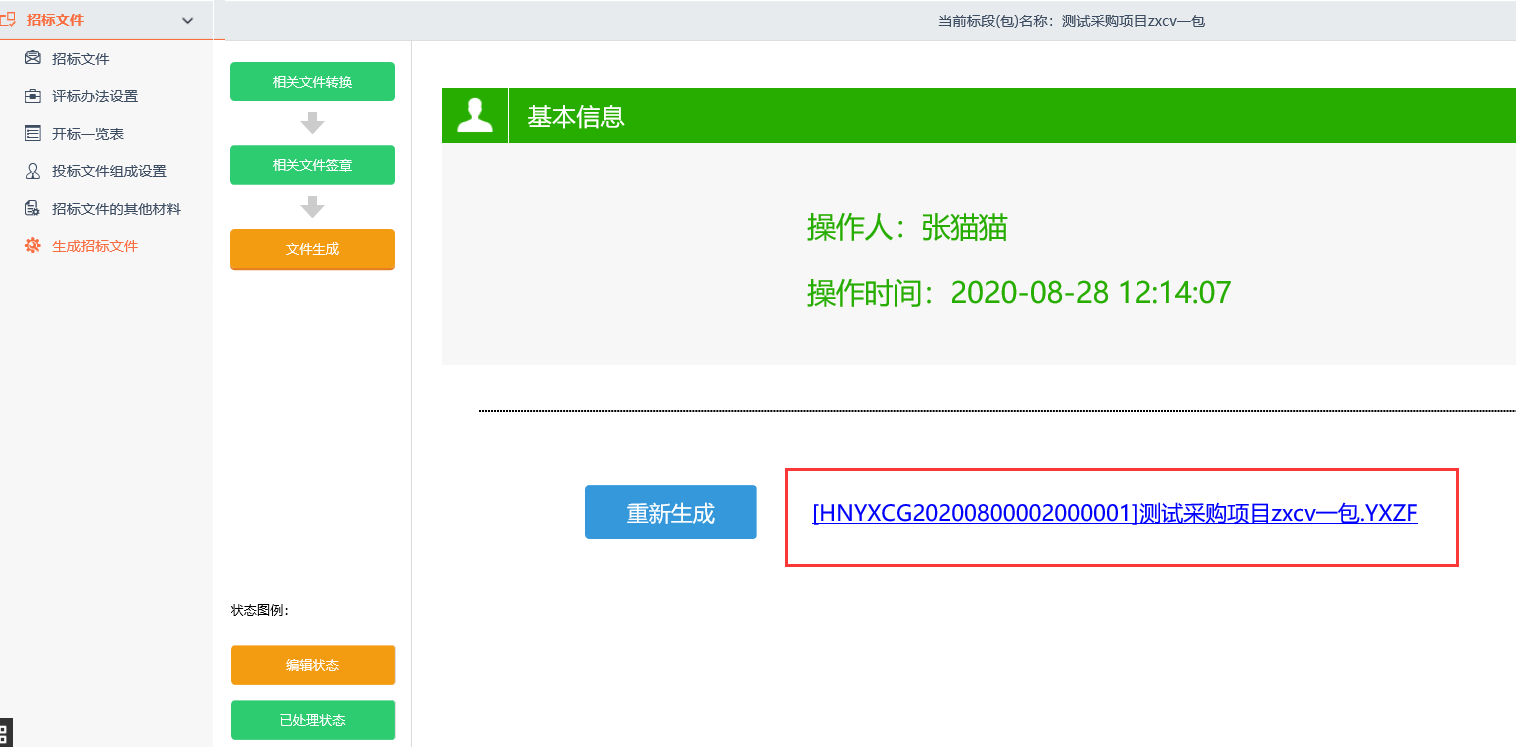 招标文件
当前标段(包)名称：测试采购项目zxcv一包
招标文件
评标办法设置
开标一览表
投标文件组成设置
招标文件的其他材料
生成招标文件
相关文件转换
相关文件签章
文件生成
状态图例：
编辑状态
已处理状态
基本信息
操作人：张猫猫
操作时间：2020-08-28 12:14:07
重新生成
[HNYXCG20200800002000001]测试采购项目zxcv一包.YXZF